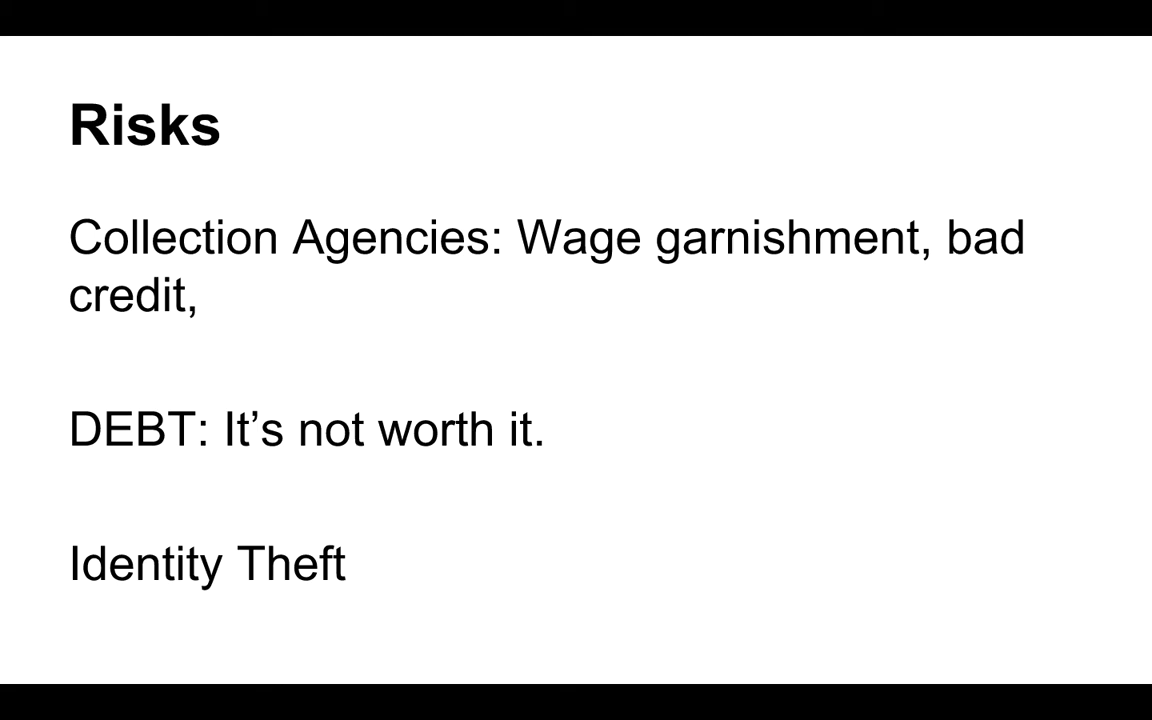 Risks
Collection Agencies: Wage garnishment, bad
credit,
DEBT: It’s not worth it.
Identity Theft